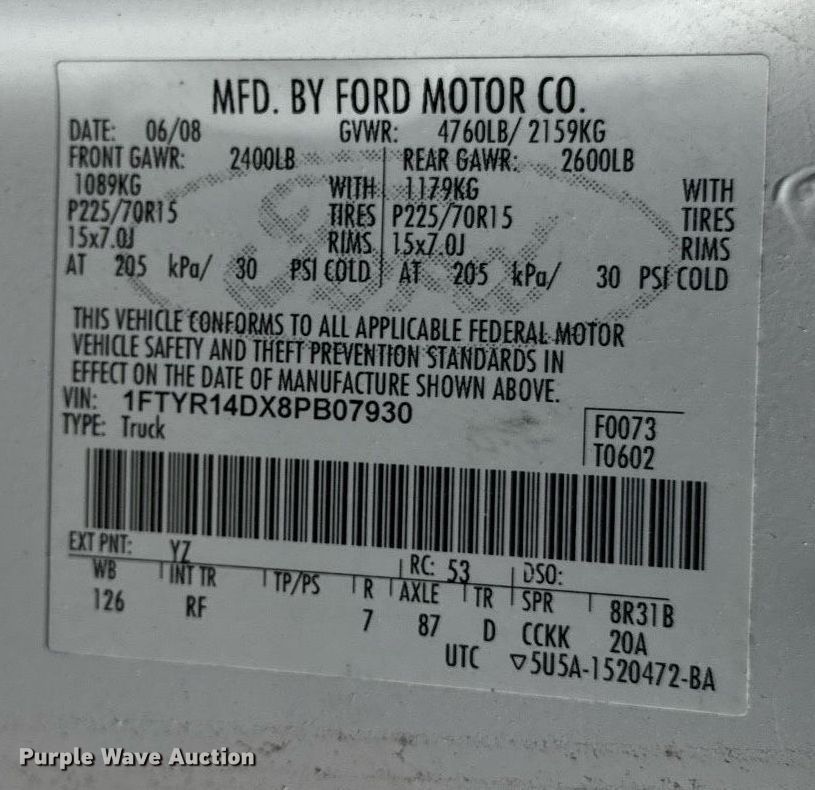 MFD. BY FORD MOTOR CO.
DATE: 06/08 GVWR: 4760LB/ 2159KG
FRONT GAWR: 2400LB REAR GAWR: 2600LB
1089KG WITH 1179KG WITH
P225/70R15 TIRES P225/70R15 TIRES
15x7.0J RIMS 15x7.0J RIMS
AT 205 kPa/ 30 PSI COLD AT 205 kPa/ 30 PSI COLD
Ford
THIS VEHICLE CONFORMS TO ALL APPLICABLE FEDERAL MOTOR
VEHICLE SAFETY AND THEFT PREVENTION STANDARDS IN
EFFECT ON THE DATE OF MANUFACTURE SHOWN ABOVE.
VIN: 1FTYR14DX8PB07930
TYPE: Truck
F0073
T0602
EXT PNT: YZ RC: 53 DSO:
WB INT TR TP/PS R AXLE TR SPR 8R31B
126 RF 7 87 D CCKK 20A
UTC ▽5U5A-1520472-BA
Purple Wave Auction